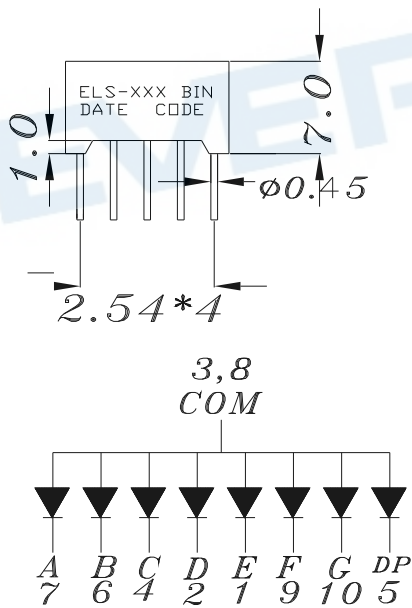 ELS-XXX BIN
DATE CODE
1.0
7.0
ø0.45
2.54*4
3,8
COM
A B C D E F G DP
7 6 4 2 1 9 10 5
EVER